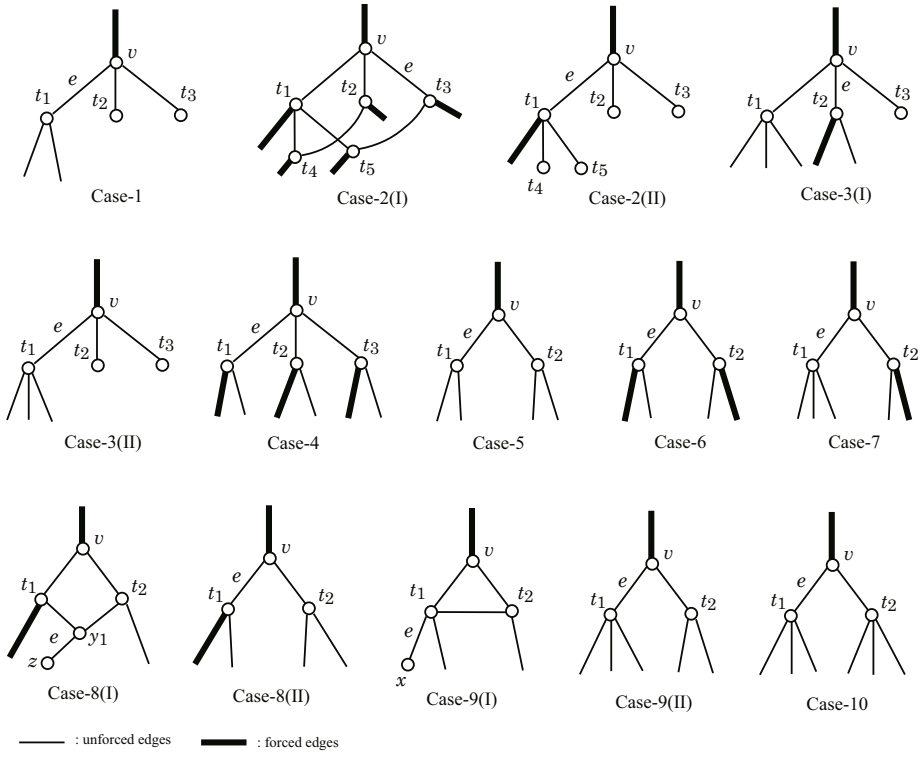 v
e
t1
t2
t3
Case-1
v
e
t1
t2
t3
t4
t5
Case-2(I)
v
e
t1
t2
t3
t4
t5
Case-2(II)
v
e
t1
t2
t3
Case-3(I)
v
e
t1
t2
t3
Case-3(II)
v
e
t1
t2
t3
Case-4
v
e
t1
t2
Case-5
v
e
t1
t2
Case-6
v
e
t1
t2
Case-7
v
t1
t2
e
y1
z
Case-8(I)
v
e
t1
t2
Case-8(II)
v
t1
t2
e
x
Case-9(I)
v
e
t1
t2
Case-9(II)
v
e
t1
t2
Case-10
: unforced edges
: forced edges